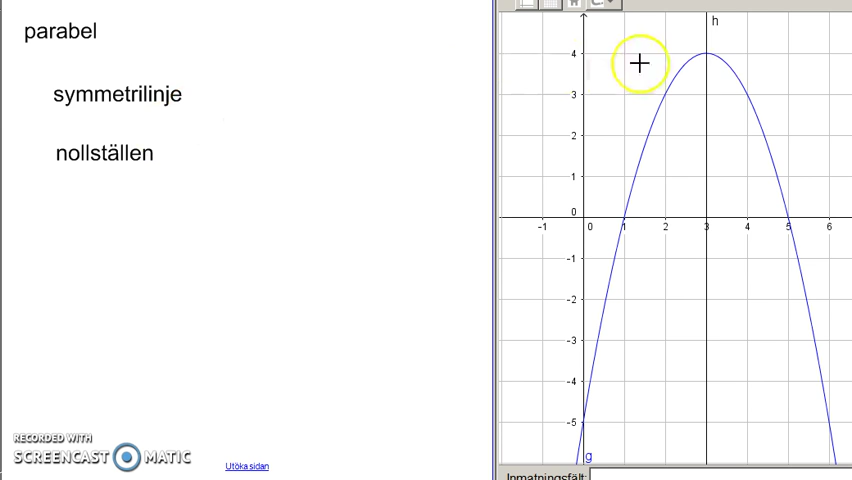 parabel
symmetrilinje
nollställen
RECORDED WITH
SCREENCAST MATIC
Utöka sidan
h
4
3
2
1
0
-1 0 1 2 3 4 5 6
-1
-2
-3
-4
-5
g
Inmatningsfält: